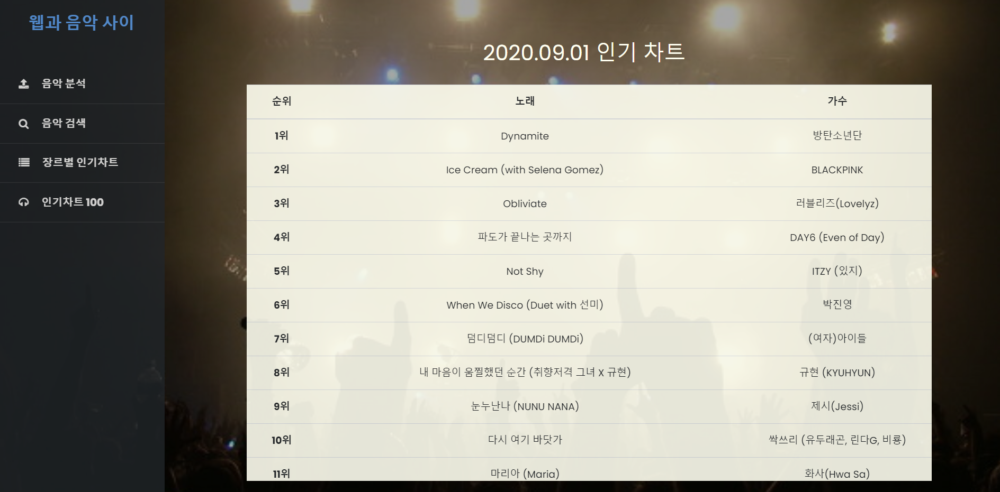 웹과 음악 사이
음악 분석
음악 검색
장르별 인기차트
인기차트 100
2020.09.01 인기 차트
순위 노래 가수
1위 Dynamite 방탄소년단
2위 Ice Cream (with Selena Gomez) BLACKPINK
3위 Obliviate 러블리즈(Lovelyz)
4위 파도가 끝나는 곳까지 DAY6 (Even of Day)
5위 Not Shy ITZY (있지)
6위 When We Disco (Duet with 선미) 박진영
7위 덤디덤디 (DUMDi DUMDi) (여자)아이들
8위 내 마음이 움찔했던 순간 (취향저격 그녀 X 규현) 규현 (KYUHYUN)
9위 눈누난나 (NUNU NANA) 제시(Jessi)
10위 다시 여기 바닷가 싹쓰리 (유두래곤, 린다G, 비룡)
11위 마리아 (Maria) 화사(Hwa Sa)